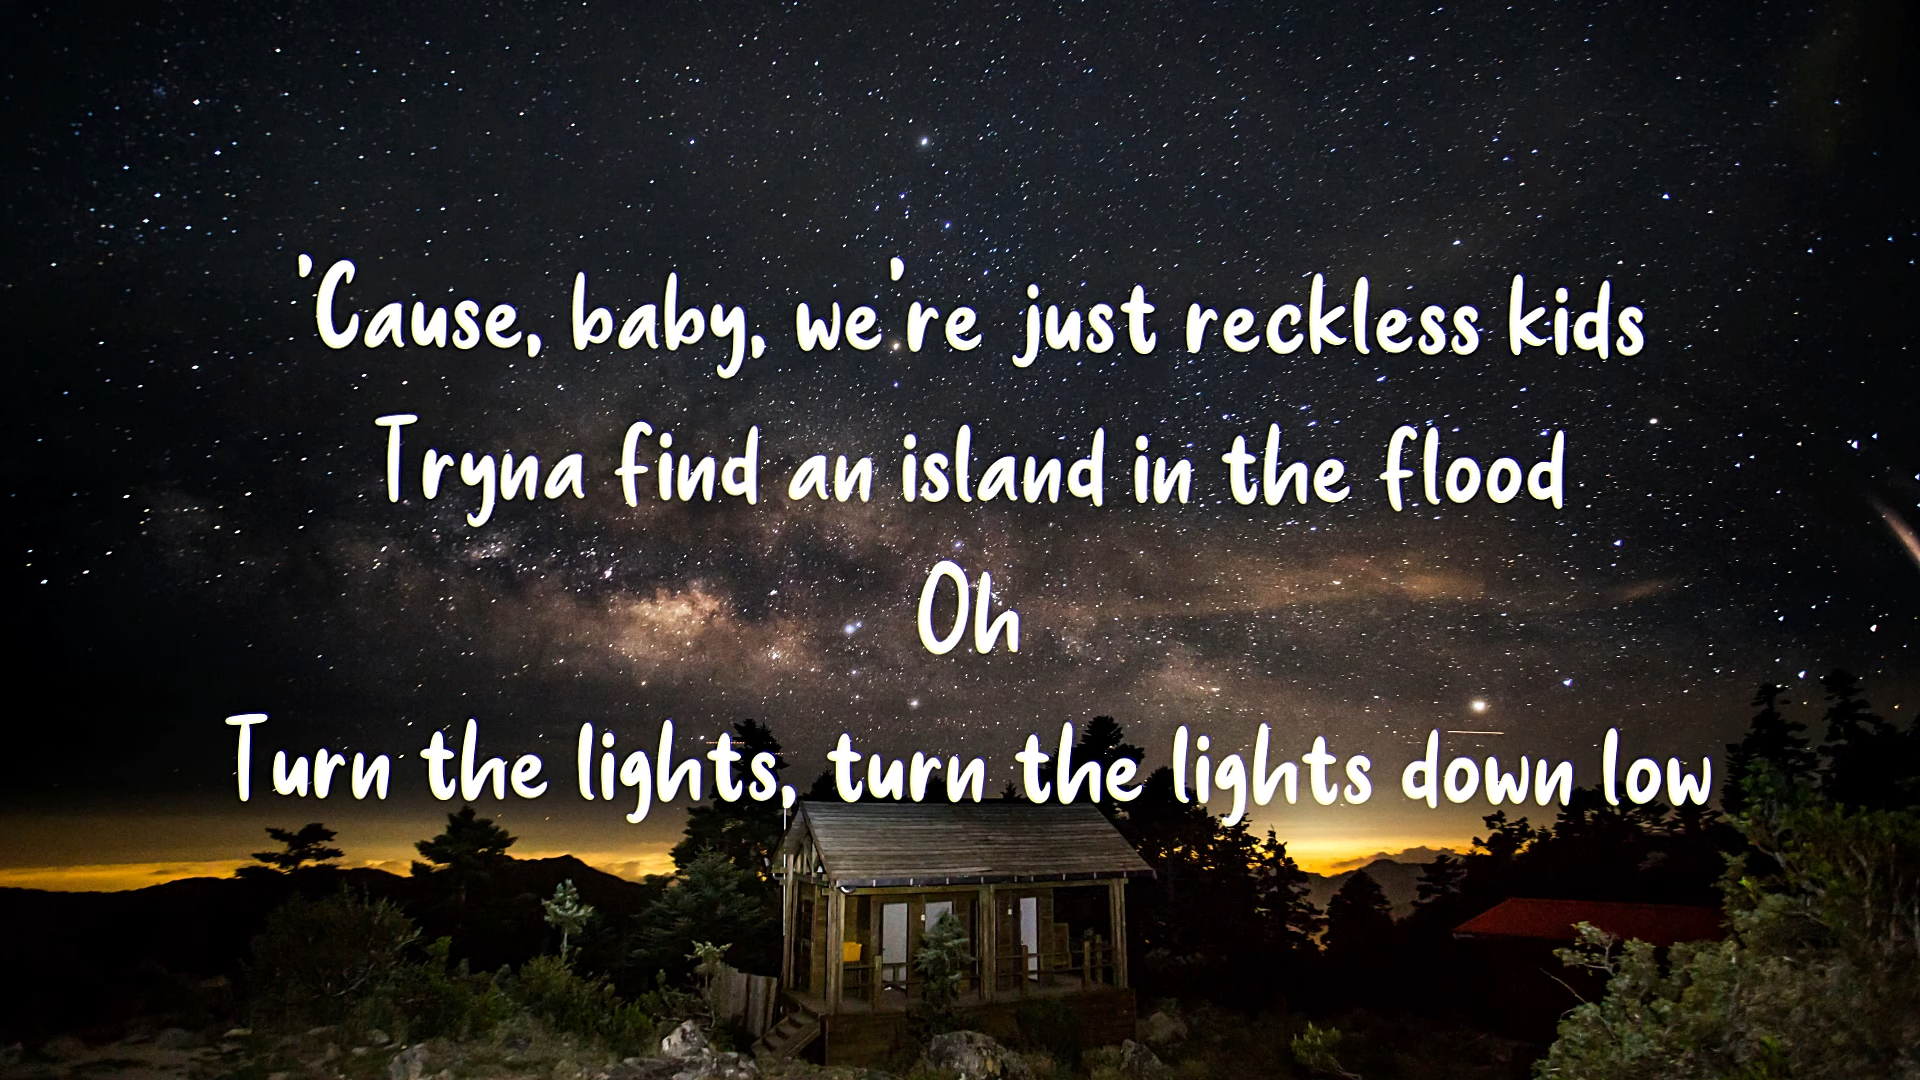 'Cause, baby, we're just reckless kids
Tryna find an island in the flood
Oh
Turn the lights, turn the lights down low